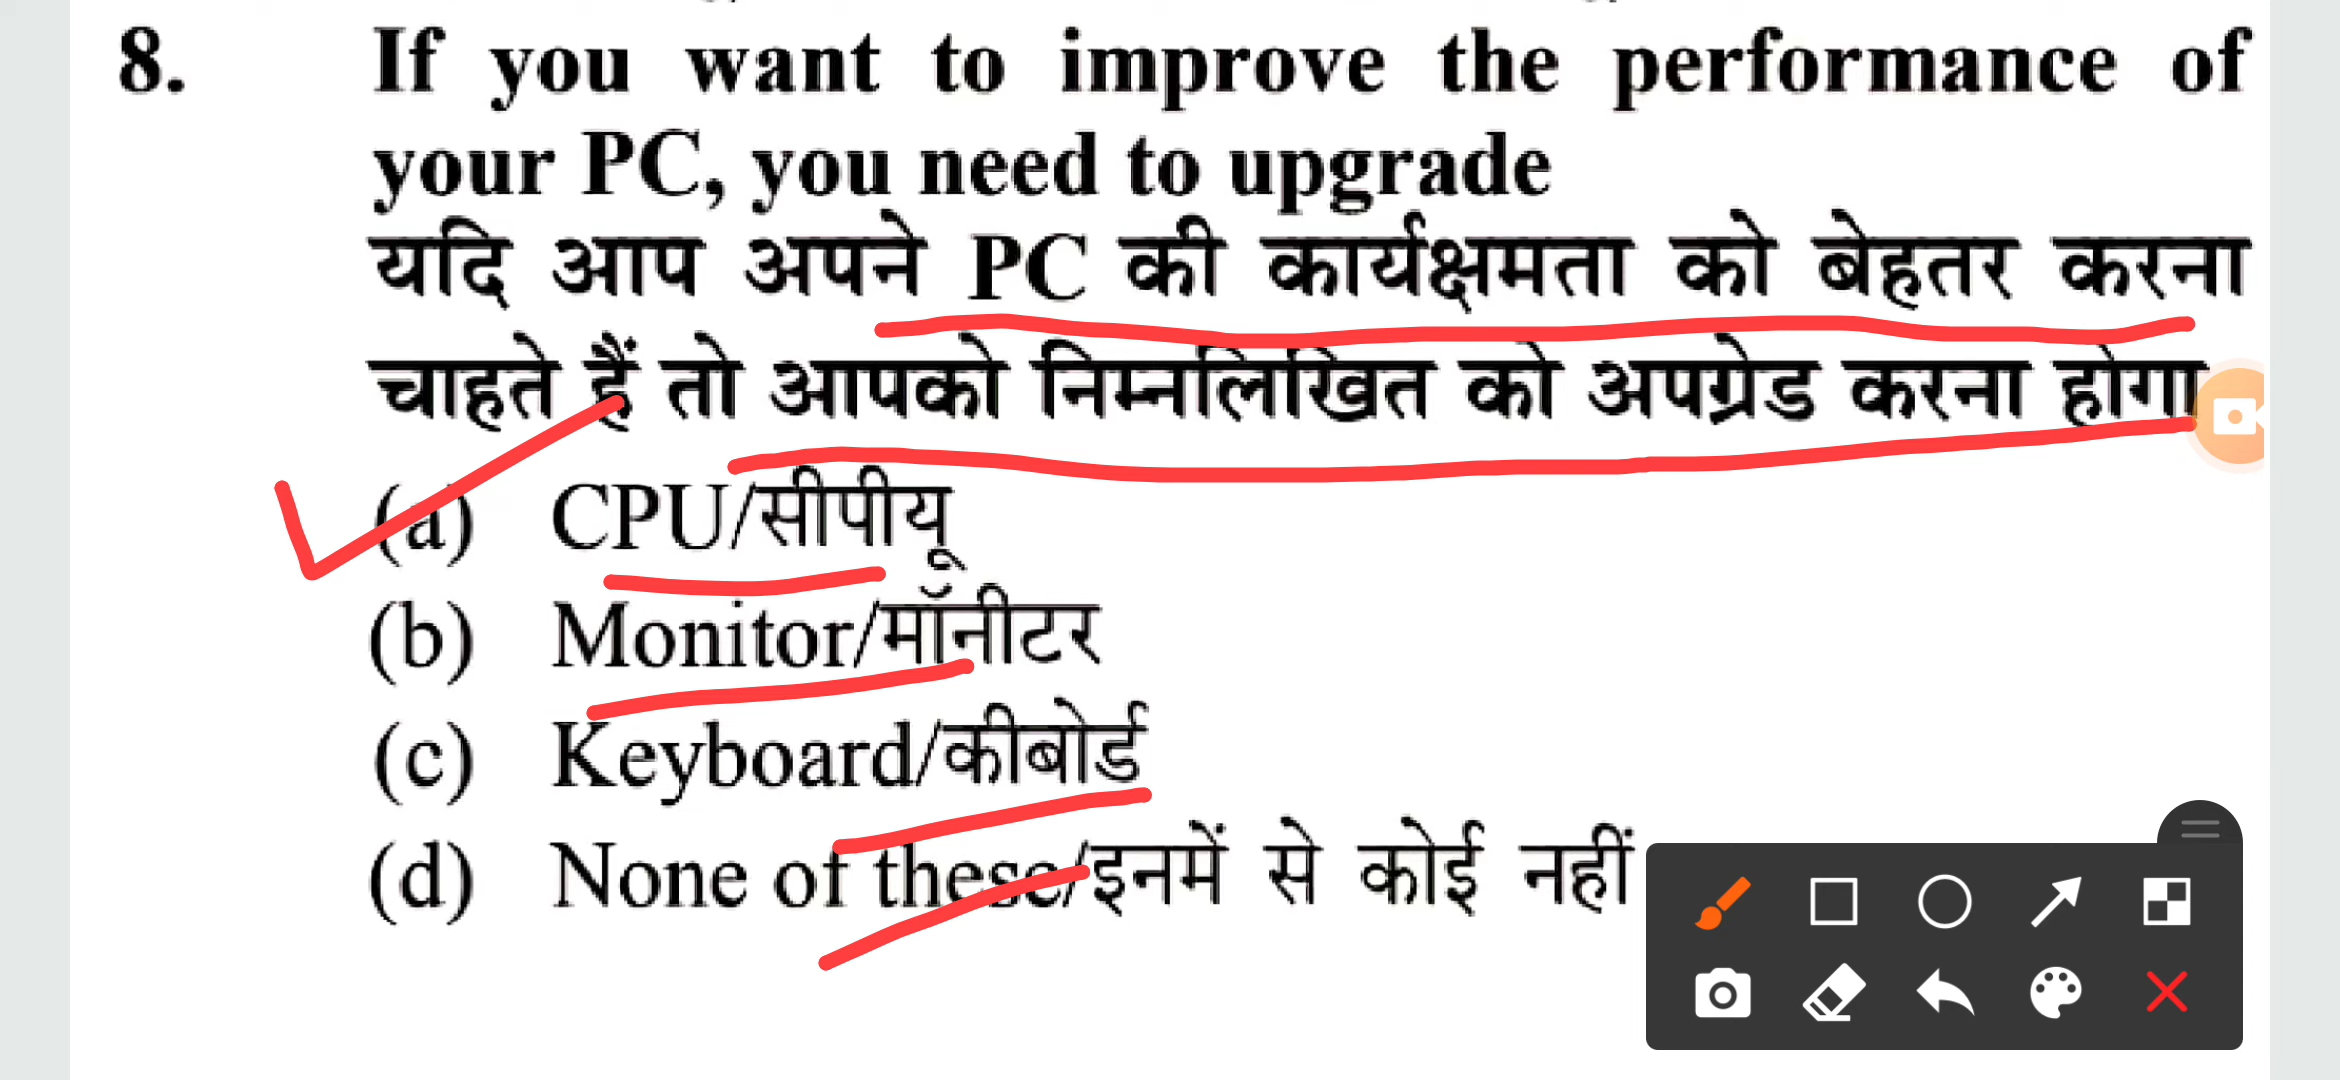 8. If you want to improve the performance of
your PC, you need to upgrade
यदि आप अपने PC की कार्यक्षमता को बेहतर करना
चाहते हैं तो आपको निम्नलिखित को अपग्रेड करना होगा
(a) CPU/सीपीयू
(b) Monitor/मॉनीटर
(c) Keyboard/कीबोर्ड
(d) None of these/इनमें से कोई नहीं